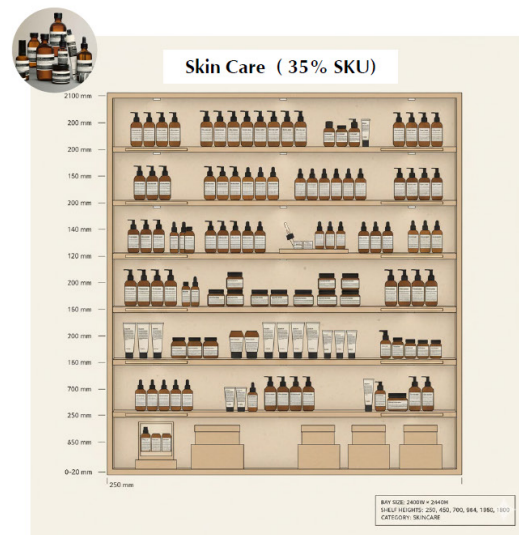 Skin Care ( 35% SKU)
2100 mm
200 mm
200 mm
150 mm
200 mm
140 mm
120 mm
200 mm
160 mm
200 mm
160 mm
700 mm
250 mm
450 mm
0-20 mm
250 mm
BAY SIZE: 2400W × 2440H
SHELF HEIGHTS: 250, 450, 700, 984, 1980, 1800
CATEGORY: SKINCARE